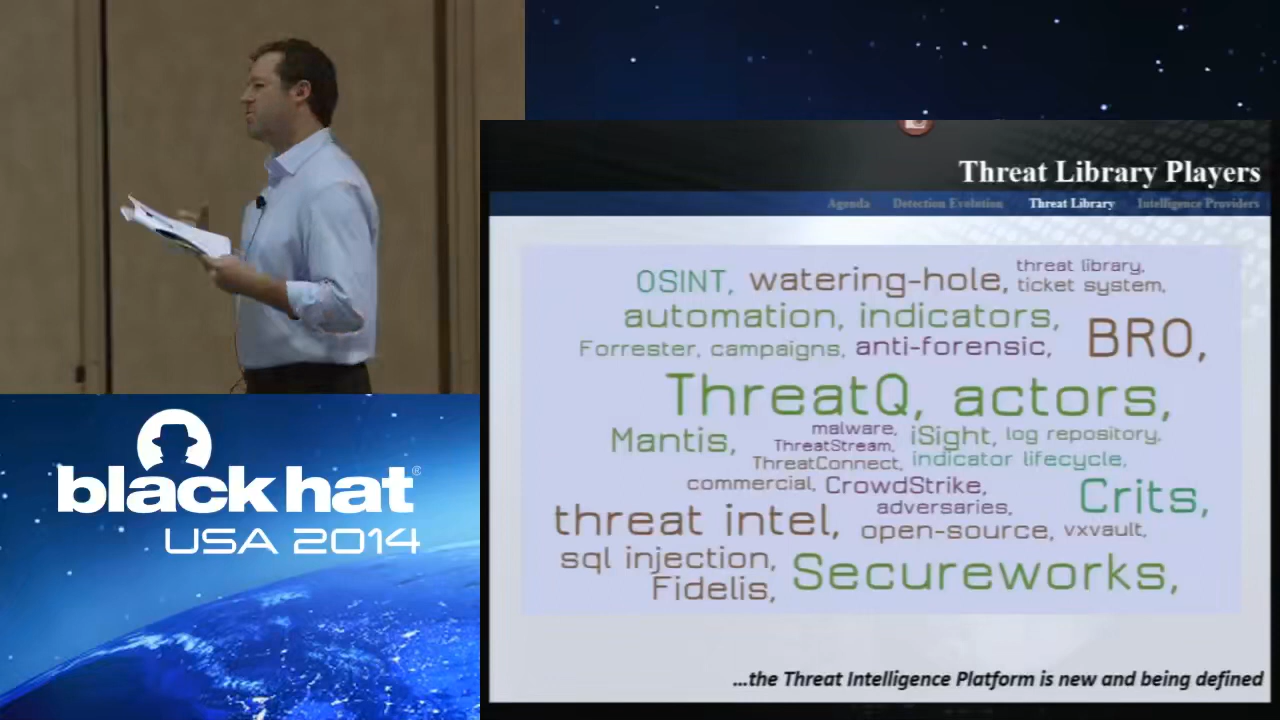 black hat®
USA 2014
Threat Library Players
Agenda Detection Evolution Threat Library Intelligence Providers
OSINT, watering-hole, threat library,
ticket system,
automation, indicators,
Forrester, campaigns, anti-forensic, BRO,
ThreatQ, actors,
Mantis, malware, iSight, log repository,
ThreatStream,
ThreatConnect, indicator lifecycle,
commercial, CrowdStrike, Crits,
adversaries,
threat intel, open-source, vxvault,
sql injection,
Fidelis, Secureworks,
...the Threat Intelligence Platform is new and being defined